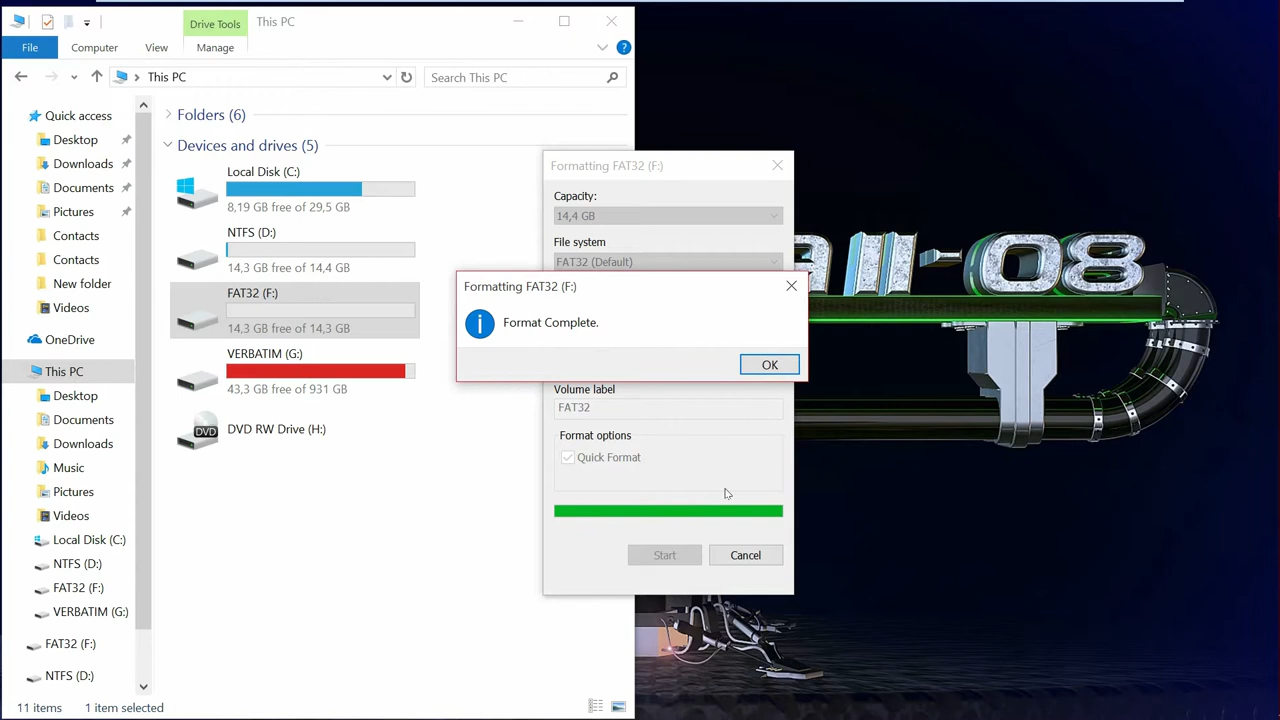 Drive Tools
This PC
File
Computer
View
Manage
This PC
Search This PC
Quick access
Desktop
Downloads
Documents
Pictures
Contacts
Contacts
New folder
Videos
OneDrive
This PC
Desktop
Documents
Downloads
Music
Pictures
Videos
Local Disk (C:)
NTFS (D:)
FAT32 (F:)
VERBATIM (G:)
FAT32 (F:)
NTFS (D:)
Folders (6)
Devices and drives (5)
Local Disk (C:)
8,19 GB free of 29,5 GB
NTFS (D:)
14,3 GB free of 14,4 GB
FAT32 (F:)
14,3 GB free of 14,3 GB
VERBATIM (G:)
43,3 GB free of 931 GB
DVD
DVD RW Drive (H:)
11 items
1 item selected
Formatting FAT32 (F:)
Capacity:
14,4 GB
File system
FAT32 (Default)
Formatting FAT32 (F:)
Format Complete.
OK
Volume label
FAT32
Format options
Quick Format
Start
Cancel
-08